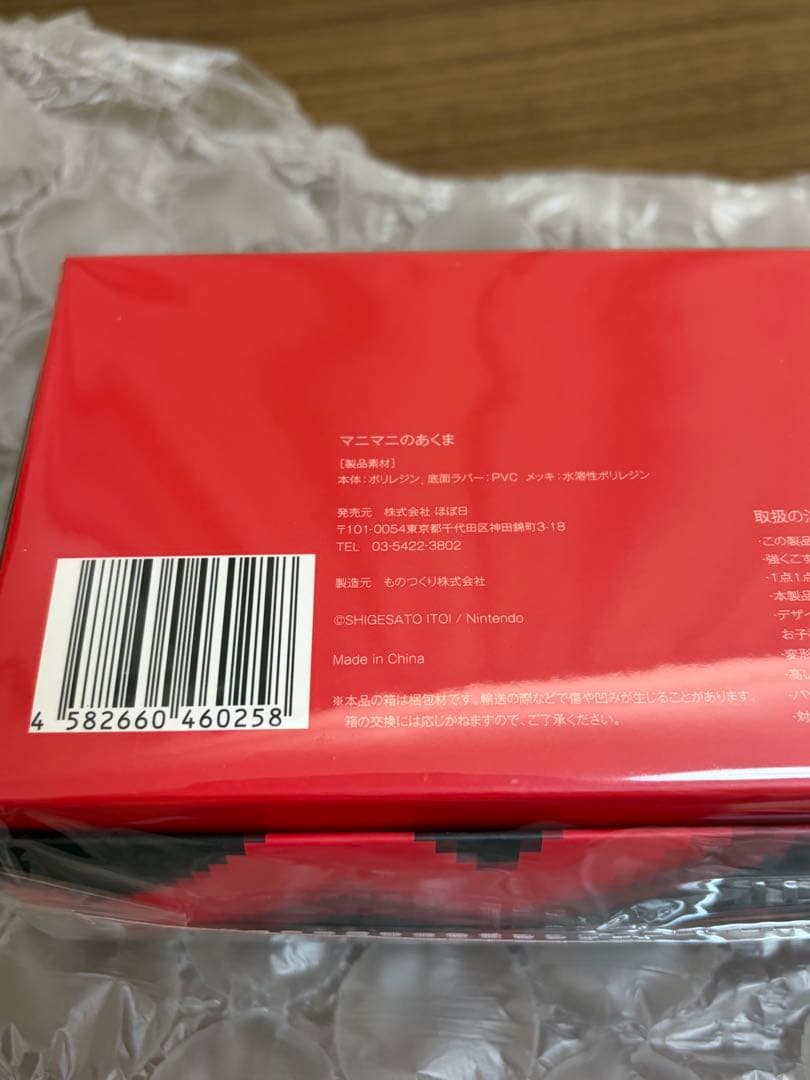 マニマニのあくま
［製品素材］
本体：ポリレジン、底面ラバー：PVC メッキ：水溶性ポリレジン
発売元 株式会社 ほぼ日
〒101-0054東京都千代田区神田錦町3-18
TEL 03-5422-3802
製造元 ものつくり株式会社
©SHIGESATO ITOI / Nintendo
Made in China
※本品の箱は梱包材です。輸送の際などで傷や凹みが生じることがあります。
箱の交換には応じかねますので、ご了承ください。
4 582660 460258
取扱の
・この製品
・強くこす
・1点1点
・本製品
・デザイ
お子
・変形
・高い
・対